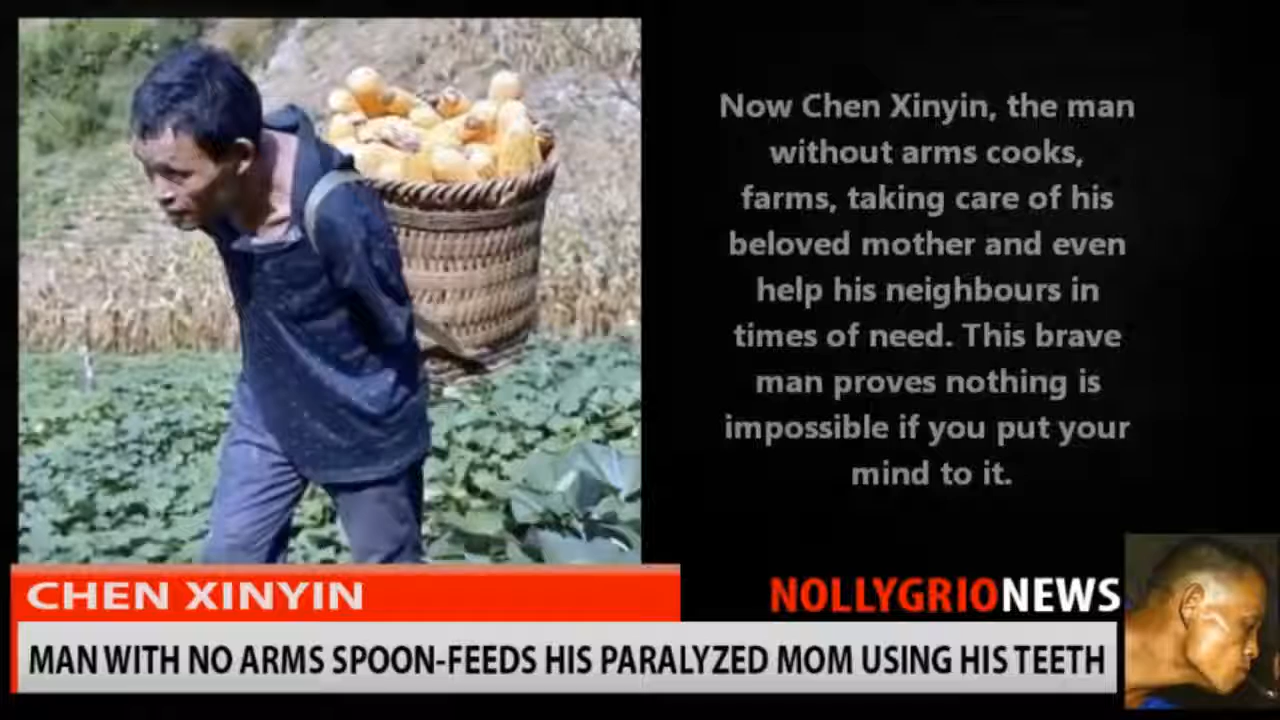 Now Chen Xinyin, the man
without arms cooks,
farms, taking care of his
beloved mother and even
help his neighbours in
times of need. This brave
man proves nothing is
impossible if you put your
mind to it.
CHEN XINYIN
NOLLYGRIONEWS
MAN WITH NO ARMS SPOON-FEEDS HIS PARALYZED MOM USING HIS TEETH